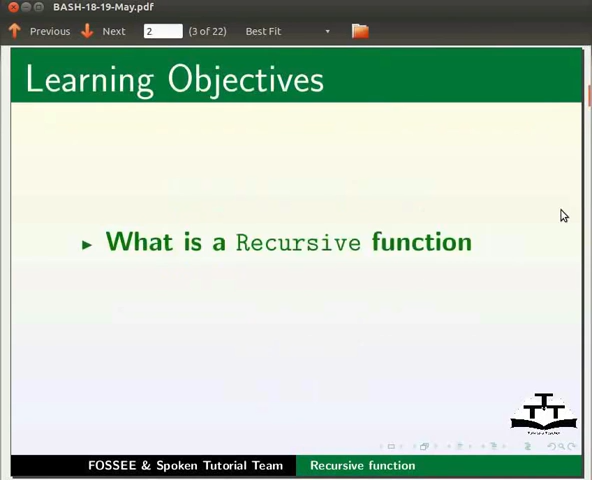 BASH-18-19-May.pdf
Previous Next 2 (3 of 22) Best Fit
Learning Objectives
What is a Recursive function
FOSSEE & Spoken Tutorial Team Recursive function